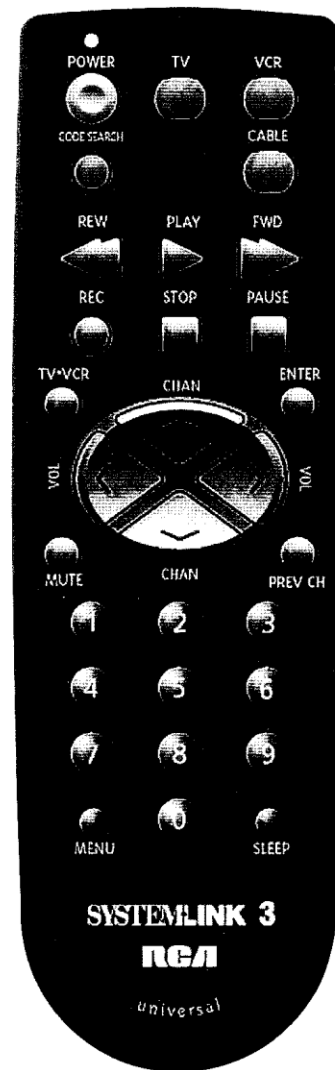 POWER TV VCR
CODE SEARCH CABLE
REW PLAY FWD
REC STOP PAUSE
TV•VCR CHAN ENTER
VOL VOL
MUTE CHAN PREV CH
1 2 3
4 5 6
7 8 9
0
MENU SLEEP
SYSTEMLINK 3
RCA
universal